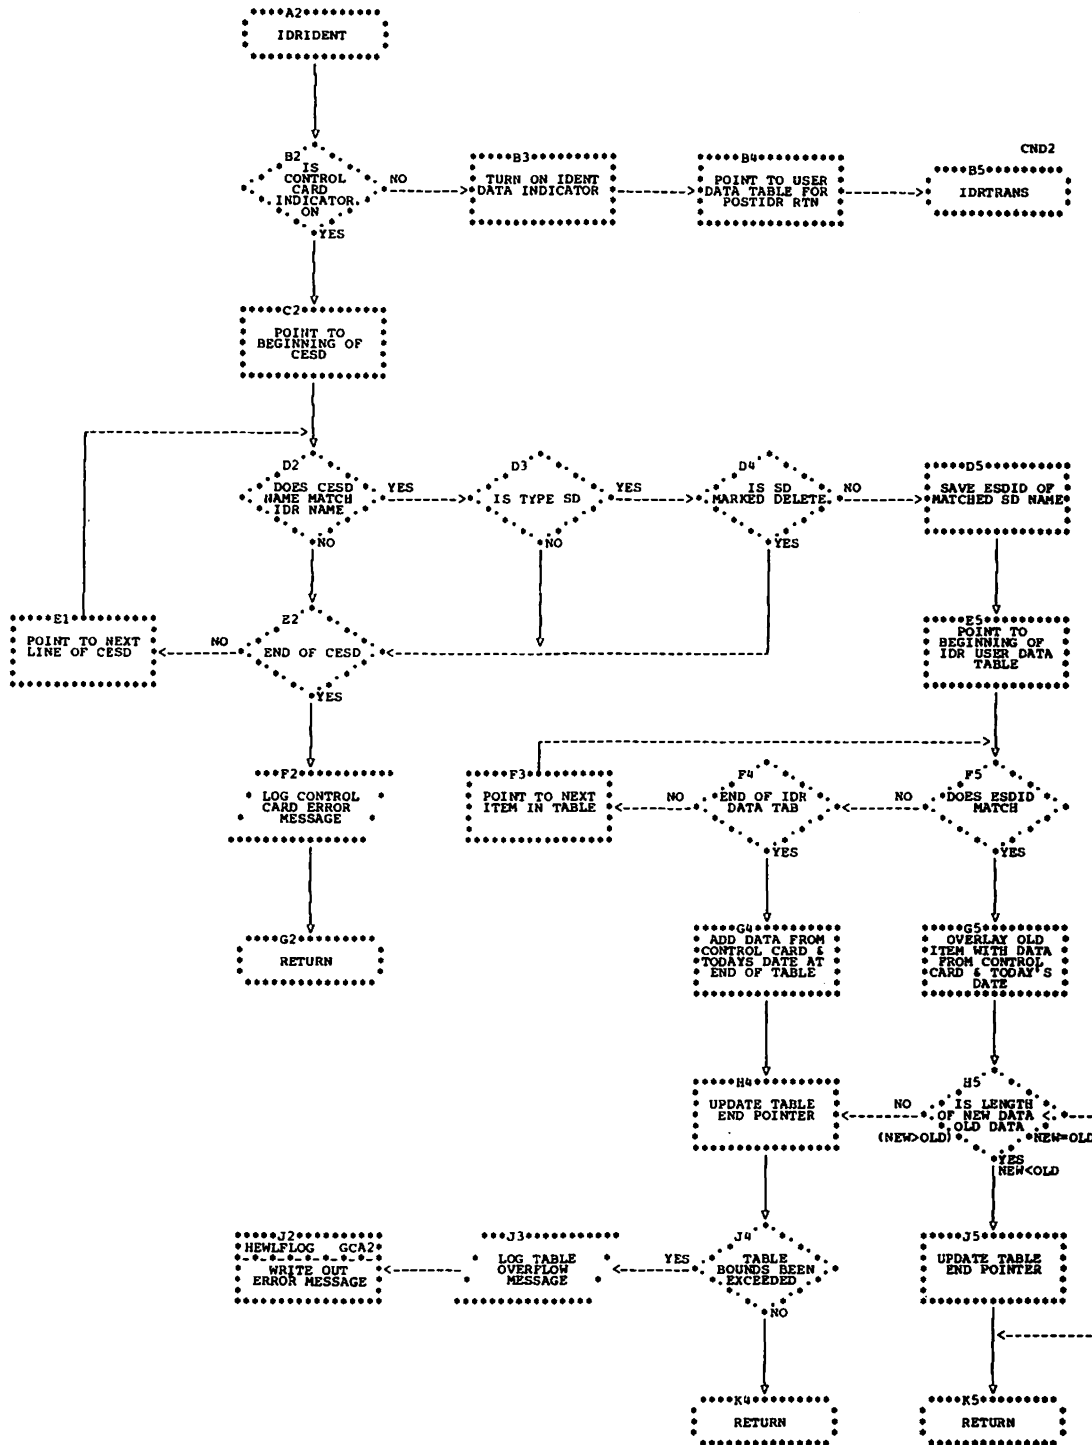 A2
IDRIDENT
B2
IS
CONTROL
CARD
INDICATOR
ON
NO
YES
B3
TURN ON IDENT
DATA INDICATOR
B4
POINT TO USER
DATA TABLE FOR
POSTIDR RTN
CND2
B5
IDRTRANS
C2
POINT TO
BEGINNING OF
CESD
D2
DOES CESD
NAME MATCH
IDR NAME
YES
NO
D3
IS TYPE SD
YES
NO
D4
IS SD
MARKED DELETE
NO
YES
D5
SAVE ESDID OF
MATCHED SD NAME
E1
POINT TO NEXT
LINE OF CESD
NO
E2
END OF CESD
YES
E5
POINT TO
BEGINNING OF
IDR USER DATA
TABLE
F2
LOG CONTROL
CARD ERROR
MESSAGE
F3
POINT TO NEXT
ITEM IN TABLE
NO
F4
END OF IDR
DATA TAB
YES
NO
F5
DOES ESDID
MATCH
YES
G2
RETURN
G4
ADD DATA FROM
CONTROL CARD &
TODAYS DATE AT
END OF TABLE
G5
OVERLAY OLD
ITEM WITH DATA
FROM CONTROL
CARD & TODAY'S
DATE
H4
UPDATE TABLE
END POINTER
NO
(NEW>OLD)
H5
IS LENGTH
OF NEW DATA
OLD DATA
NEW=OLD
YES
NEW<OLD
J2
HEWLFLOG GCA2
WRITE OUT
ERROR MESSAGE
J3
LOG TABLE
OVERFLOW
MESSAGE
YES
J4
TABLE
BOUNDS BEEN
EXCEEDED
NO
J5
UPDATE TABLE
END POINTER
K4
RETURN
K5
RETURN